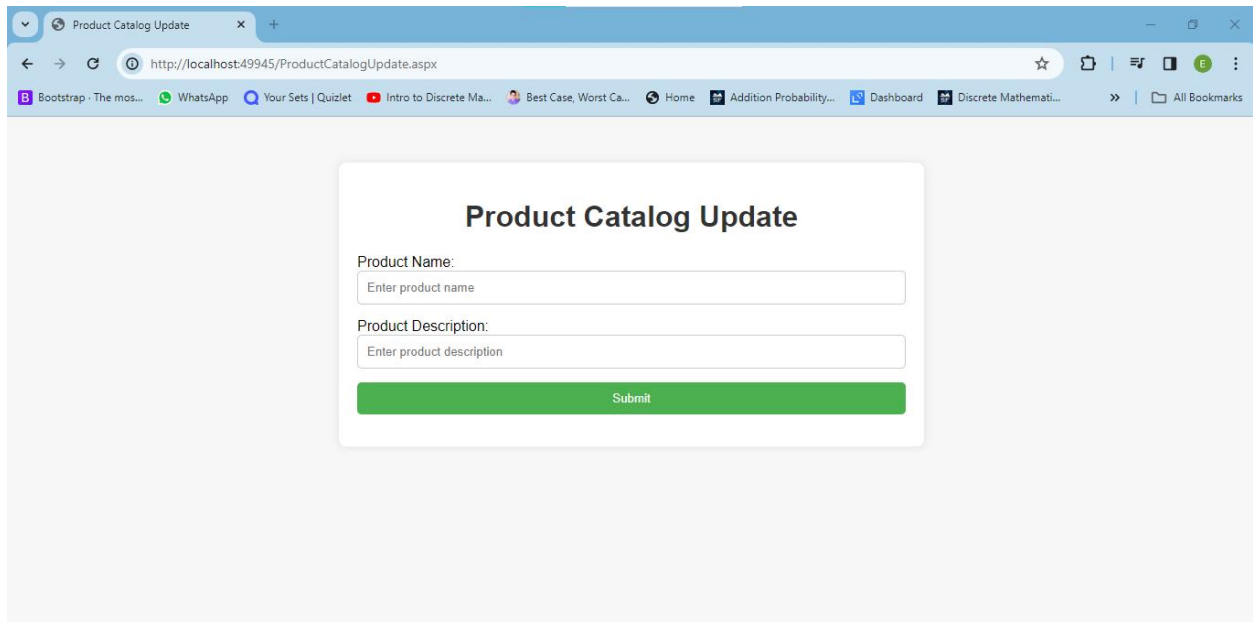 Product Catalog Update
http://localhost:49945/ProductCatalogUpdate.aspx
E
B Bootstrap · The mos... WhatsApp Your Sets | Quizlet Intro to Discrete Ma... Best Case, Worst Ca... Home Addition Probability... Dashboard Discrete Mathemati... » All Bookmarks
Product Catalog Update
Product Name:
Enter product name
Product Description:
Enter product description
Submit